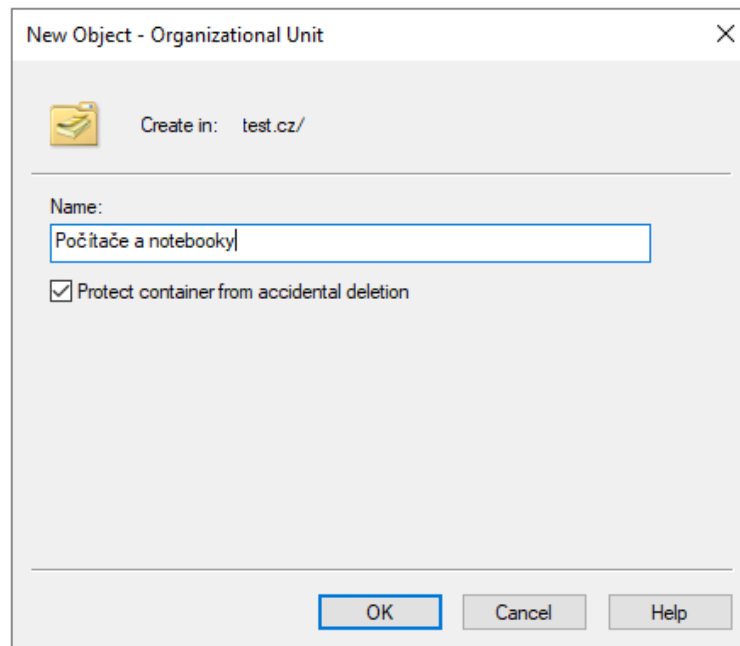 New Object - Organizational Unit
Create in: test.cz/
Name:
Počítače a notebooky
Protect container from accidental deletion
OK Cancel Help